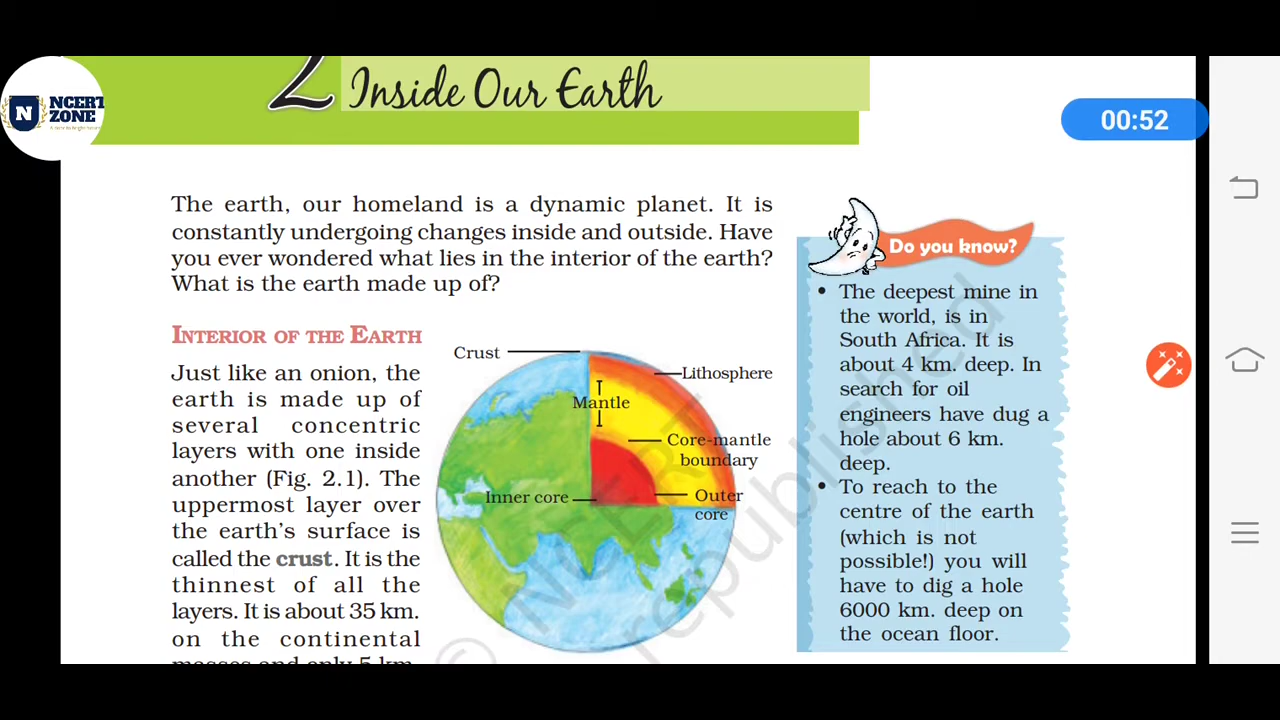 NCERT
ZONE
2 Inside Our Earth
00:52
The earth, our homeland is a dynamic planet. It is
constantly undergoing changes inside and outside. Have
you ever wondered what lies in the interior of the earth?
What is the earth made up of?
INTERIOR OF THE EARTH
Just like an onion, the
earth is made up of
several concentric
layers with one inside
another (Fig. 2.1). The
uppermost layer over
the earth's surface is
called the crust. It is the
thinnest of all the
layers. It is about 35 km.
on the continental
masses and only 5 km.
Crust
Lithosphere
Mantle
Core-mantle
boundary
Inner core
Outer
core
Do you know?
• The deepest mine in
the world, is in
South Africa. It is
about 4 km. deep. In
search for oil
engineers have dug a
hole about 6 km.
deep.
• To reach to the
centre of the earth
(which is not
possible!) you will
have to dig a hole
6000 km. deep on
the ocean floor.
© NCERT
republished